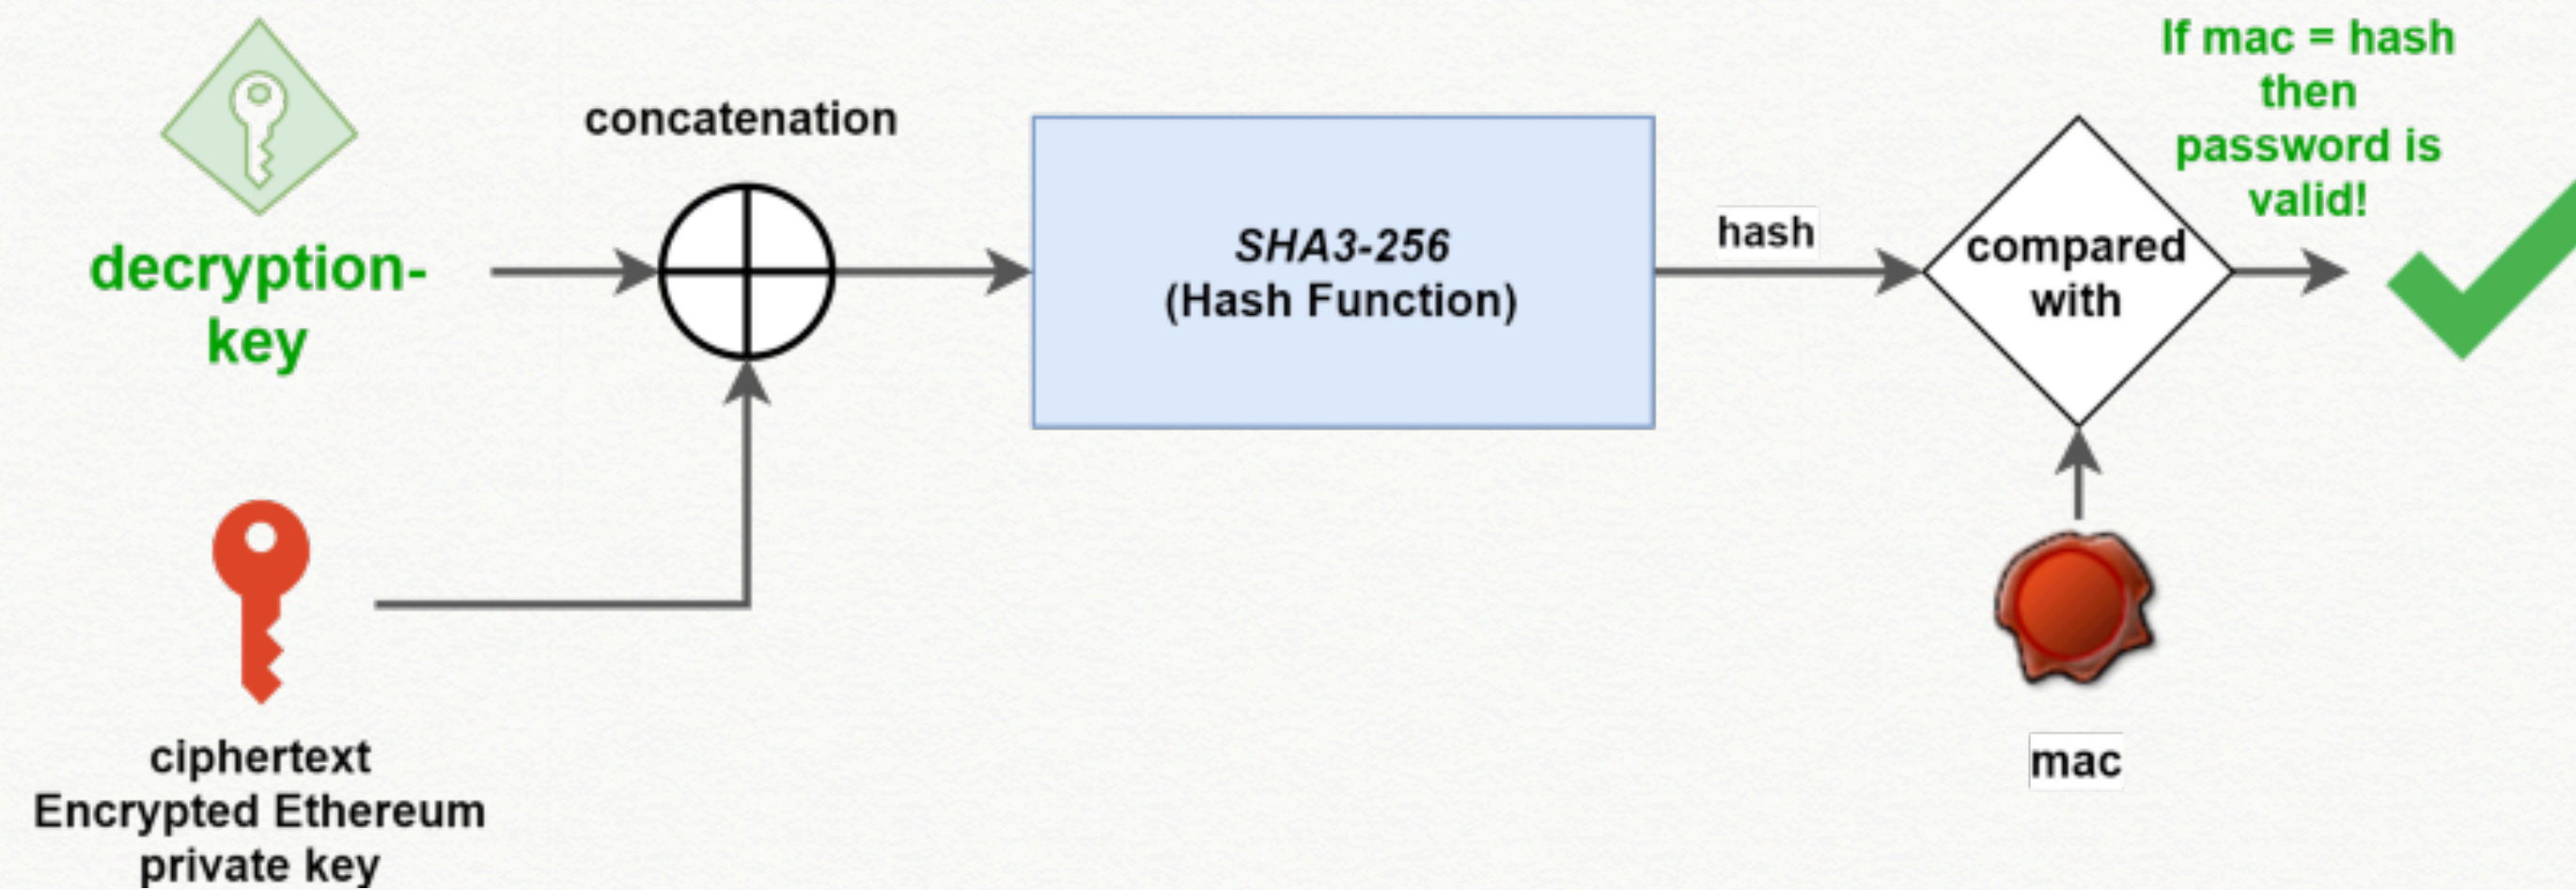 If mac = hash
then
password is
valid!
concatenation
decryption-
key
SHA3-256
(Hash Function)
hash
compared
with
ciphertext
Encrypted Ethereum
private key
mac